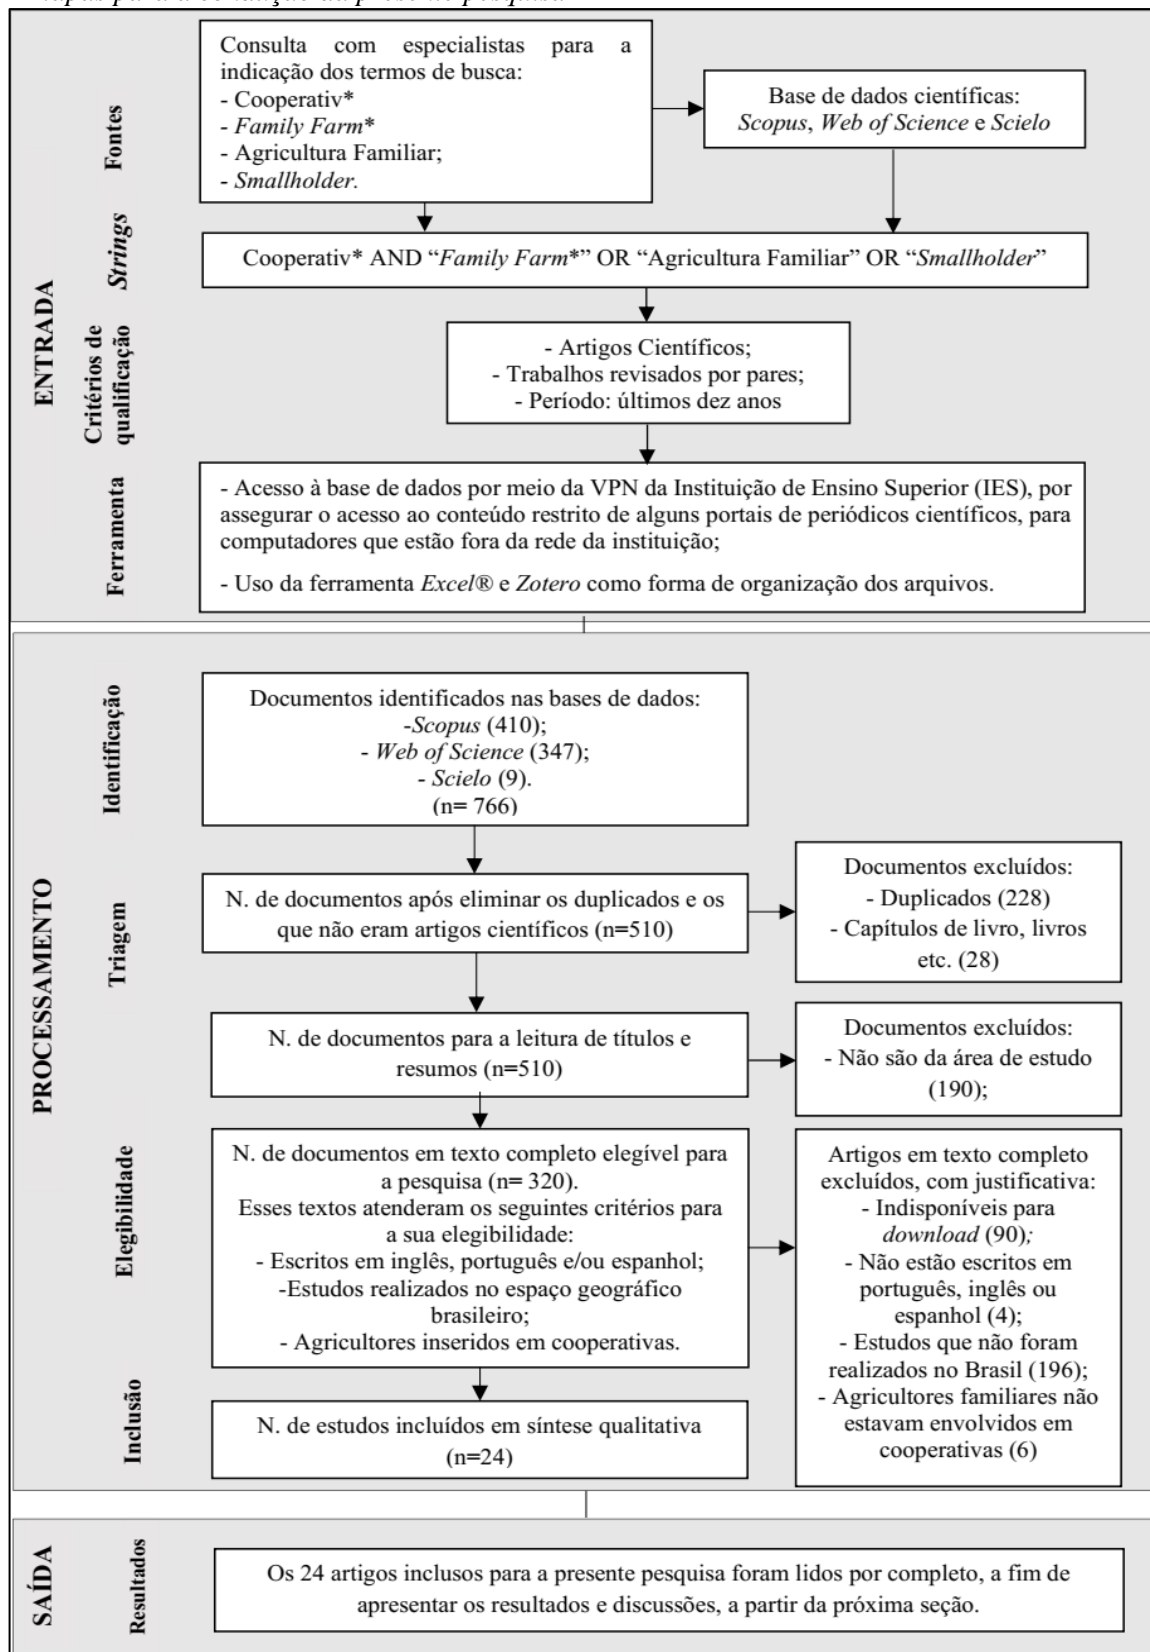 Consulta com especialistas para a
indicação dos termos de busca:
- Cooperativ*
- Family Farm*
- Agricultura Familiar;
- Smallholder.
Base de dados científicas:
Scopus, Web of Science e Scielo
Fontes
Cooperativ* AND “Family Farm*” OR “Agricultura Familiar” OR “Smallholder”
Strings
ENTRADA
- Artigos Científicos;
- Trabalhos revisados por pares;
- Período: últimos dez anos
Critérios de
qualificação
- Acesso à base de dados por meio da VPN da Instituição de Ensino Superior (IES), por
assegurar o acesso ao conteúdo restrito de alguns portais de periódicos científicos, para
computadores que estão fora da rede da instituição;
- Uso da ferramenta Excel® e Zotero como forma de organização dos arquivos.
Ferramenta
Documentos identificados nas bases de dados:
-Scopus (410);
- Web of Science (347);
- Scielo (9).
(n= 766)
Identificação
PROCESSAMENTO
N. de documentos após eliminar os duplicados e os
que não eram artigos científicos (n=510)
Documentos excluídos:
- Duplicados (228)
- Capítulos de livro, livros
etc. (28)
Triagem
N. de documentos para a leitura de títulos e
resumos (n=510)
Documentos excluídos:
- Não são da área de estudo
(190);
N. de documentos em texto completo elegível para
a pesquisa (n= 320).
Esses textos atenderam os seguintes critérios para
a sua elegibilidade:
- Escritos em inglês, português e/ou espanhol;
-Estudos realizados no espaço geográfico
brasileiro;
- Agricultores inseridos em cooperativas.
Elegibilidade
Artigos em texto completo
excluídos, com justificativa:
- Indisponíveis para
download (90);
- Não estão escritos em
português, inglês ou
espanhol (4);
- Estudos que não foram
realizados no Brasil (196);
- Agricultores familiares não
estavam envolvidos em
cooperativas (6)
N. de estudos incluídos em síntese qualitativa
(n=24)
Inclusão
SAÍDA
Resultados
Os 24 artigos inclusos para a presente pesquisa foram lidos por completo, a fim de
apresentar os resultados e discussões, a partir da próxima seção.